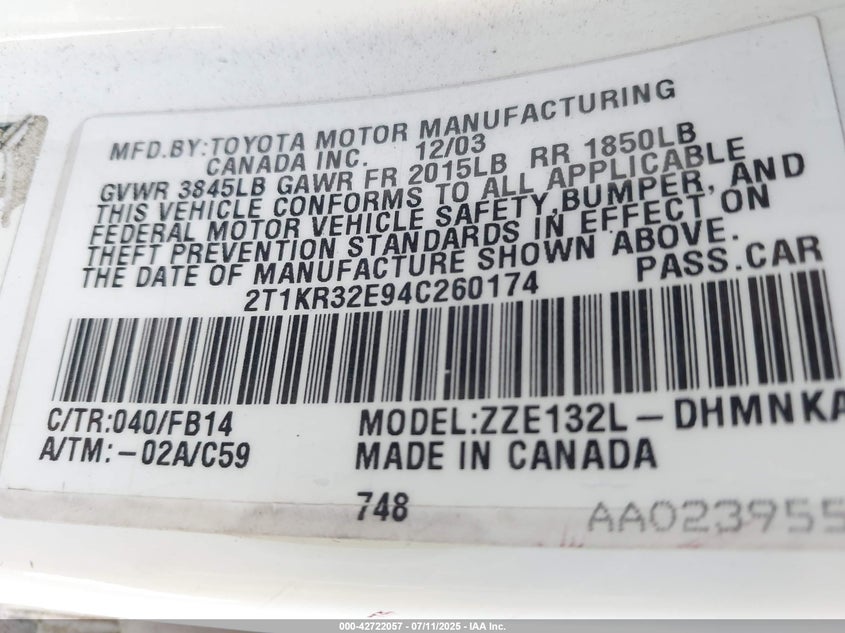 MFD.BY:TOYOTA MOTOR MANUFACTURING
CANADA INC. 12/03
GVWR 3845LB GAWR FR 2015LB RR 1850LB
THIS VEHICLE CONFORMS TO ALL APPLICABLE
FEDERAL MOTOR VEHICLE SAFETY,BUMPER, AND
THEFT PREVENTION STANDARDS IN EFFECT ON
THE DATE OF MANUFACTURE SHOWN ABOVE.
2T1KR32E94C260174 PASS.CAR
C/TR:040/FB14 MODEL:ZZE132L-DHMNKA
A/TM:-02A/C59 MADE IN CANADA
748
AA023955
000-42722057 - 07/11/2025 - IAA Inc.